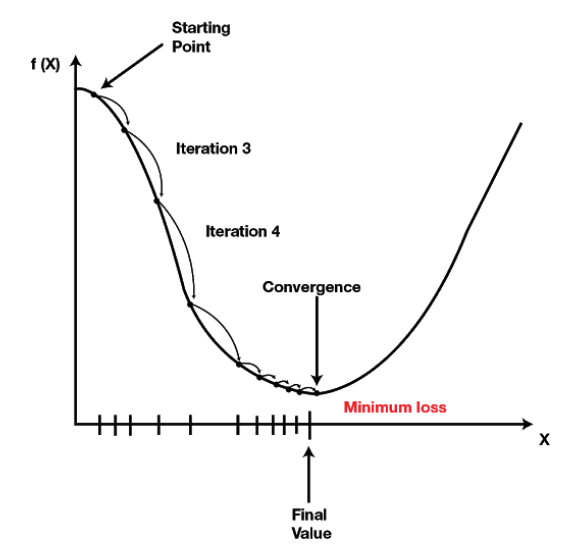 Starting
Point
f (X)
Iteration 3
Iteration 4
Convergence
Minimum loss
X
Final
Value